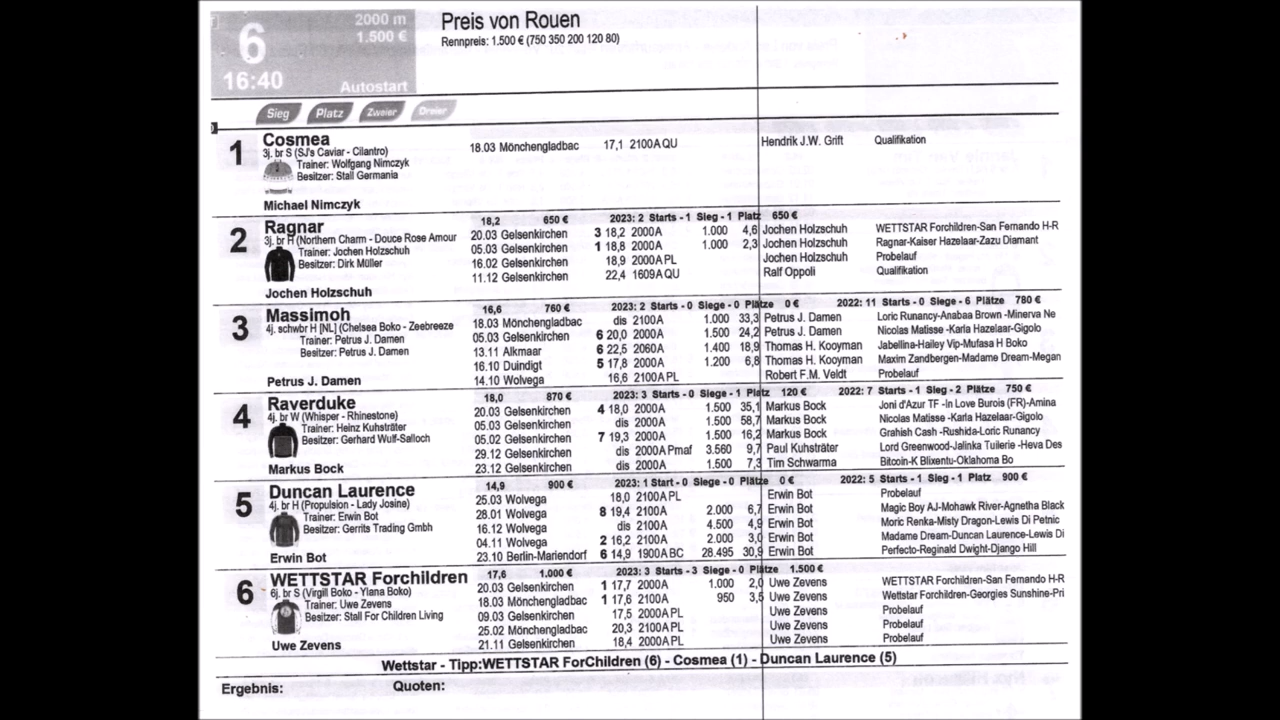 6
2000 m
1.500 €
16:40
Autostart
Preis von Rouen
Rennpreis: 1.500 € (750 350 200 120 80)
Sieg Platz Zweier Dreier
1 Cosmea
3j. br S (SJ's Caviar - Cilantro)
Trainer: Wolfgang Nimczyk
Besitzer: Stall Germania
Michael Nimczyk
18.03 Mönchengladbac 17,1 2100A QU Hendrik J.W. Grift Qualifikation
2 Ragnar
3j. br H (Northern Charm - Douce Rose Amour
Trainer: Jochen Holzschuh
Besitzer: Dirk Müller
Jochen Holzschuh
18,2 650 € 2023: 2 Starts - 1 Sieg - 1 Platz 650 €
20.03 Gelsenkirchen 3 18,2 2000A 1.000 4,6 Jochen Holzschuh WETTSTAR Forchildren-San Fernando H-R
05.03 Gelsenkirchen 1 18,8 2000A 1.000 2,3 Jochen Holzschuh Ragnar-Kaiser Hazelaar-Zazu Diamant
16.02 Gelsenkirchen 18,9 2000A PL Jochen Holzschuh Probelauf
11.12 Gelsenkirchen 22,4 1609A QU Ralf Oppoli Qualifikation
3 Massimoh
4j. schwbr H [NL] (Chelsea Boko - Zeebreeze
Trainer: Petrus J. Damen
Besitzer: Petrus J. Damen
Petrus J. Damen
16,6 760 € 2023: 2 Starts - 0 Siege - 0 Plätze 0 € 2022: 11 Starts - 0 Siege - 6 Plätze 780 €
18.03 Mönchengladbac dis 2100A 1.000 33,3 Petrus J. Damen Loric Runancy-Anabaa Brown -Minerva Ne
05.03 Gelsenkirchen 6 20,0 2000A 1.500 24,2 Petrus J. Damen Nicolas Matisse -Karla Hazelaar-Gigolo
13.11 Alkmaar 6 22,5 2060A 1.400 18,9 Thomas H. Kooyman Jabellina-Hailey Vip-Mufasa H Boko
16.10 Duindigt 5 17,8 2000A 1.200 6,8 Thomas H. Kooyman Maxim Zandbergen-Madame Dream-Megan
14.10 Wolvega 16,6 2100A PL Robert F.M. Veldt Probelauf
4 Raverduke
4j. br W (Whisper - Rhinestone)
Trainer: Heinz Kuhsträter
Besitzer: Gerhard Wulf-Salloch
Markus Bock
18,0 870 € 2023: 3 Starts - 0 Siege - 1 Platz 120 € 2022: 7 Starts - 1 Sieg - 2 Plätze 750 €
20.03 Gelsenkirchen 4 18,0 2000A 1.500 35,1 Markus Bock Joni d'Azur TF -In Love Burois (FR)-Amina
05.03 Gelsenkirchen dis 2000A 1.500 58,7 Markus Bock Nicolas Matisse -Karla Hazelaar-Gigolo
05.02 Gelsenkirchen 7 19,3 2000A 1.500 16,2 Markus Bock Grahish Cash -Rushida-Loric Runancy
29.12 Gelsenkirchen dis 2000A Pmaf 3.560 9,7 Paul Kuhsträter Lord Greenwood-Jalinka Tuilerie -Heva Des
23.12 Gelsenkirchen dis 2000A 1.500 7,3 Tim Schwarma Bitcoin-K Blixentu-Oklahoma Bo
5 Duncan Laurence
4j. br H (Propulsion - Lady Josine)
Trainer: Erwin Bot
Besitzer: Gerrits Trading Gmbh
Erwin Bot
14,9 900 € 2023: 1 Start - 0 Siege - 0 Plätze 0 € 2022: 5 Starts - 1 Sieg - 1 Platz 900 €
25.03 Wolvega 18,0 2100A PL Erwin Bot Probelauf
28.01 Wolvega 8 19,4 2100A 2.000 6,7 Erwin Bot Magic Boy AJ-Mohawk River-Agnetha Black
16.12 Wolvega dis 2100A 4.500 4,9 Erwin Bot Moric Renka-Misty Dragon-Lewis Di Petnic
04.11 Wolvega 2 16,2 2100A 2.000 3,0 Erwin Bot Madame Dream-Duncan Laurence-Lewis Di
23.10 Berlin-Mariendorf 6 14,9 1900A BC 28.495 30,9 Erwin Bot Perfecto-Reginald Dwight-Django Hill
6 WETTSTAR Forchildren
6j. br S (Virgill Boko - Ylana Boko)
Trainer: Uwe Zevens
Besitzer: Stall For Children Living
Uwe Zevens
17,6 1.000 € 2023: 3 Starts - 3 Siege - 0 Plätze 1.500 €
20.03 Gelsenkirchen 1 17,7 2000A 1.000 2,0 Uwe Zevens WETTSTAR Forchildren-San Fernando H-R
18.03 Mönchengladbac 1 17,6 2100A 950 3,5 Uwe Zevens Wettstar Forchildren-Georgies Sunshine-Pri
09.03 Gelsenkirchen 17,5 2000A PL Uwe Zevens Probelauf
25.02 Mönchengladbac 20,3 2100A PL Uwe Zevens Probelauf
21.11 Gelsenkirchen 18,4 2000A PL Uwe Zevens Probelauf
Wettstar - Tipp:WETTSTAR ForChildren (6) - Cosmea (1) - Duncan Laurence (5)
Ergebnis: Quoten: